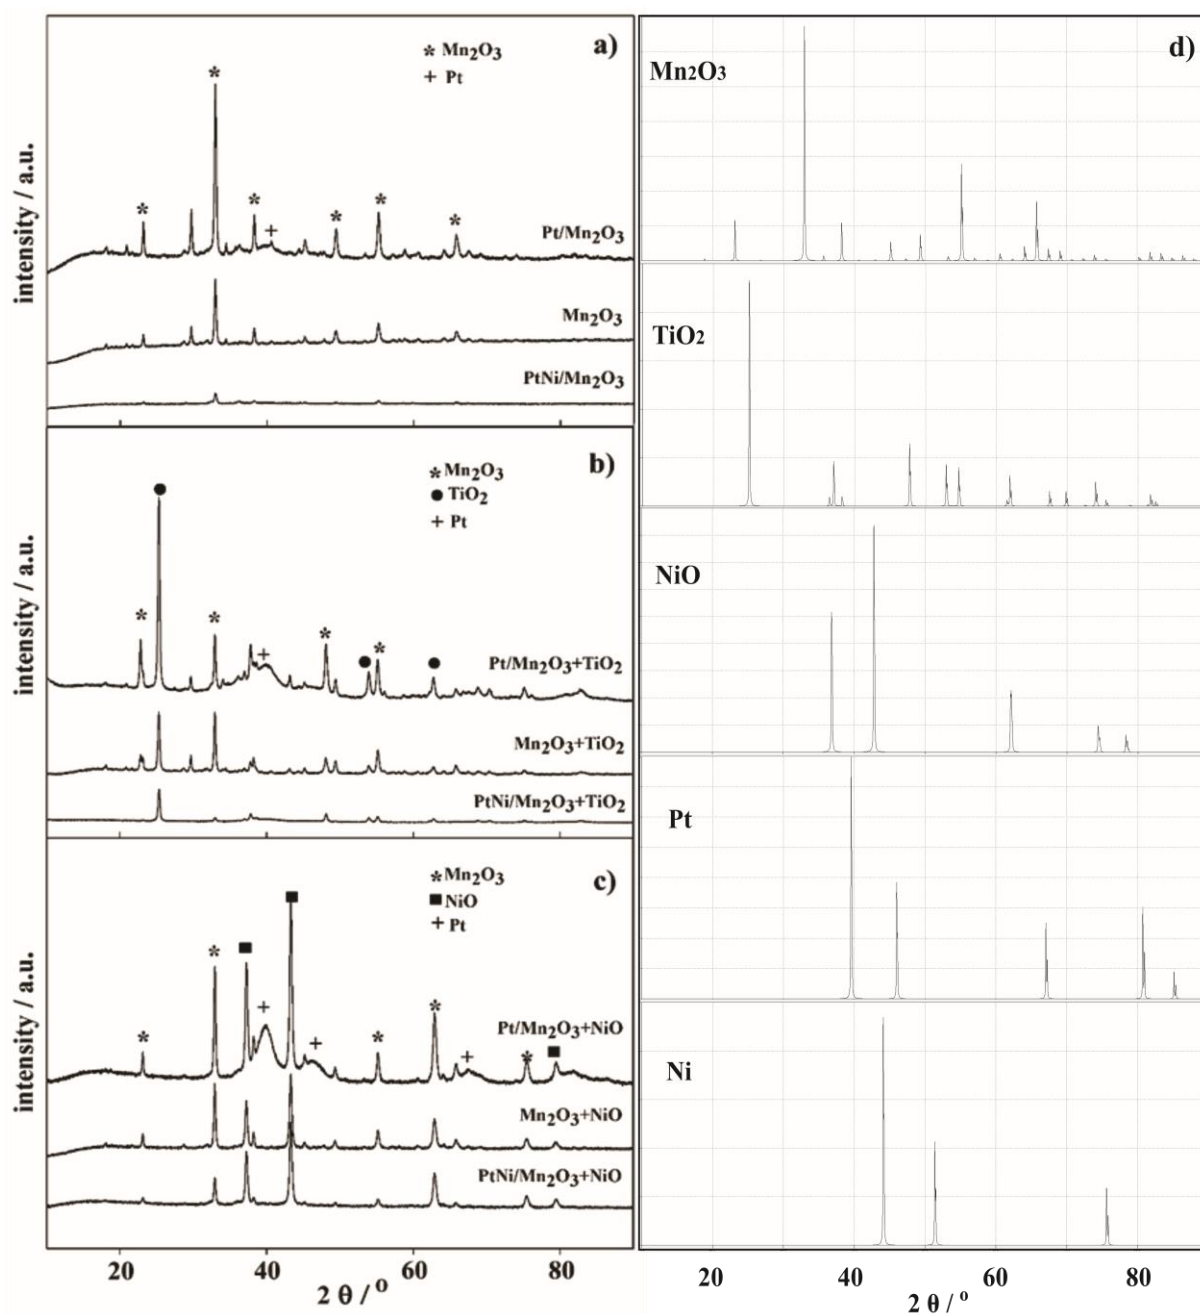 a)
* Mn₂O₃
+ Pt
Pt/Mn₂O₃
Mn₂O₃
PtNi/Mn₂O₃
intensity / a.u.
b)
* Mn₂O₃
● TiO₂
+ Pt
Pt/Mn₂O₃+TiO₂
Mn₂O₃+TiO₂
PtNi/Mn₂O₃+TiO₂
intensity / a.u.
c)
* Mn₂O₃
■ NiO
+ Pt
Pt/Mn₂O₃+NiO
Mn₂O₃+NiO
PtNi/Mn₂O₃+NiO
intensity / a.u.
20 40 60 80
2 θ / °
d)
Mn₂O₃
TiO₂
NiO
Pt
Ni
20 40 60 80
2 θ / °